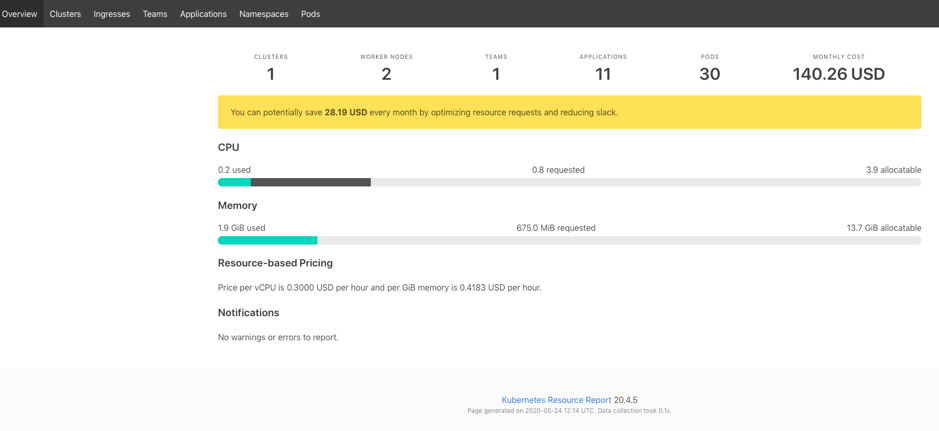 Overview Clusters Ingresses Teams Applications Namespaces Pods
CLUSTERS WORKER NODES TEAMS APPLICATIONS PODS MONTHLY COST
1 2 1 11 30 140.26 USD
You can potentially save 28.19 USD every month by optimizing resource requests and reducing slack.
CPU
0.2 used 0.8 requested 3.9 allocatable
Memory
1.9 GiB used 675.0 MiB requested 13.7 GiB allocatable
Resource-based Pricing
Price per vCPU is 0.3000 USD per hour and per GiB memory is 0.4183 USD per hour.
Notifications
No warnings or errors to report.
Kubernetes Resource Report 20.4.5
Page generated on 2020-05-24 12:14 UTC. Data collection took 0.1s.